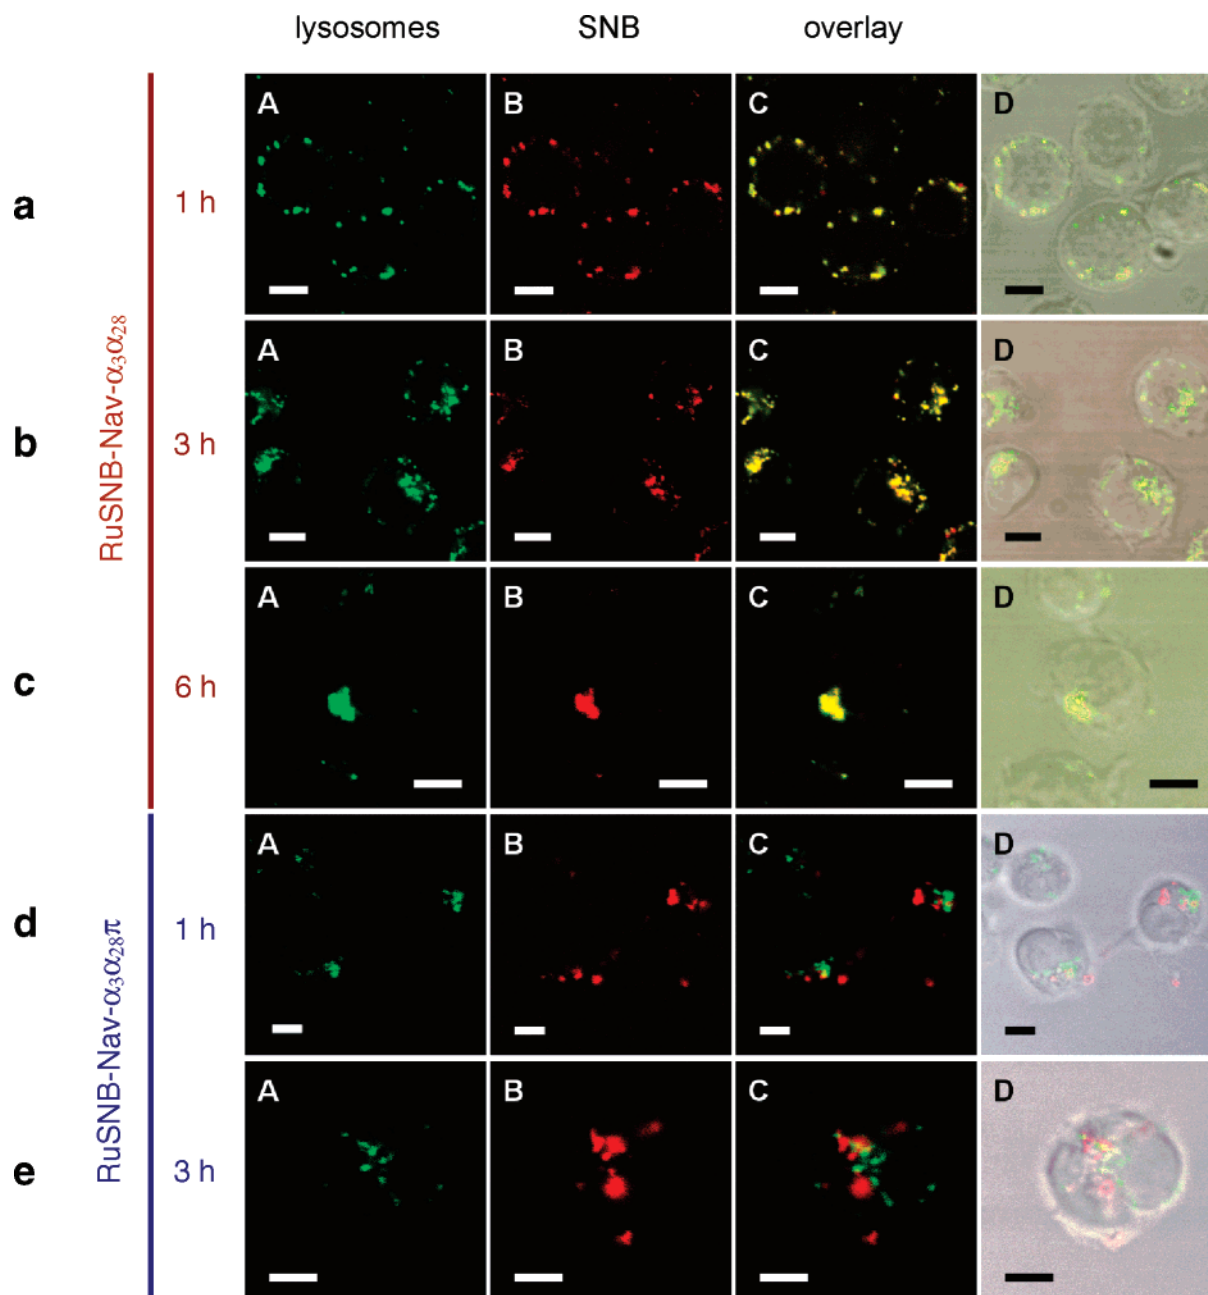 lysosomes SNB overlay
RuSNB-Nav-α₃α₂₈
a 1 h A B C D
b 3 h A B C D
c 6 h A B C D
RuSNB-Nav-α₃α₂₈π
d 1 h A B C D
e 3 h A B C D